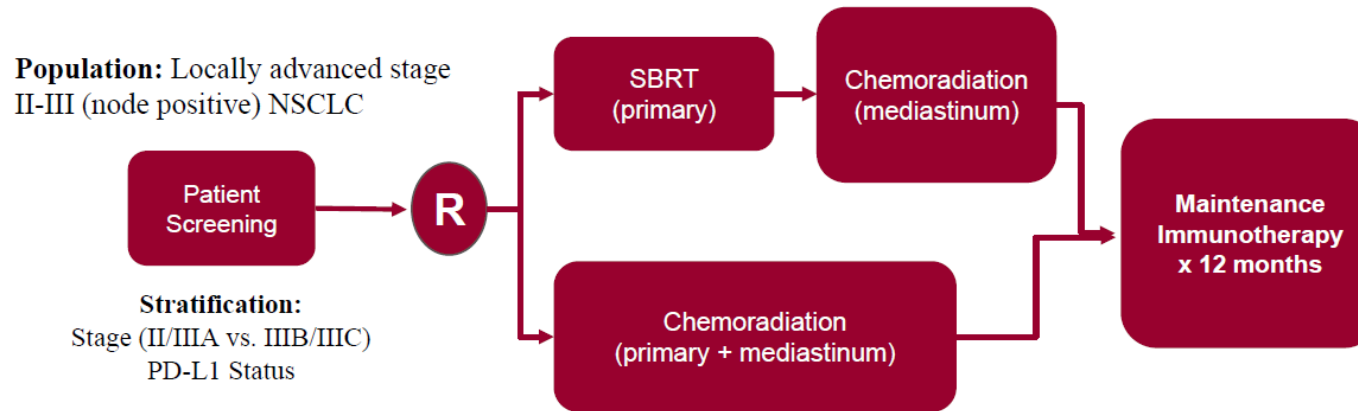 Population: Locally advanced stage
II-III (node positive) NSCLC
Patient
Screening
Stratification:
Stage (II/IIIA vs. IIIB/IIIC)
PD-L1 Status
R
SBRT
(primary)
Chemoradiation
(mediastinum)
Chemoradiation
(primary + mediastinum)
Maintenance
Immunotherapy
x 12 months